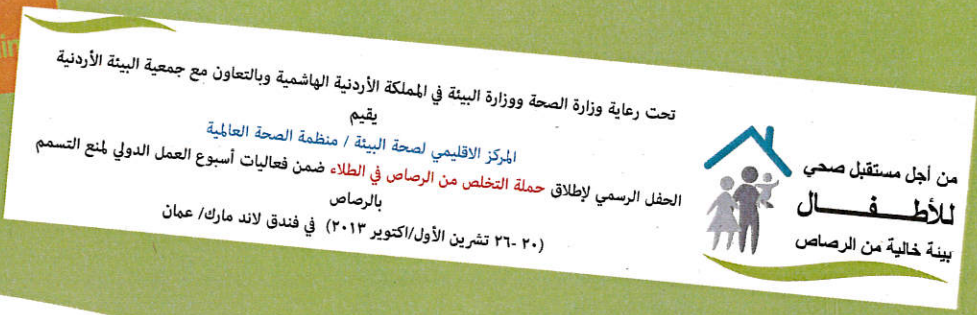 تحت رعاية وزارة الصحة ووزارة البيئة في المملكة الأردنية الهاشمية وبالتعاون مع جمعية البيئة الأردنية
يقيم
المركز الاقليمي لصحة البيئة / منظمة الصحة العالمية
الحفل الرسمي لإطلاق حملة التخلص من الرصاص في الطلاء ضمن فعاليات أسبوع العمل الدولي لمنع التسمم
بالرصاص
(٢٠ -٢٦ تشرين الأول/اكتوبر ٢٠١٣) في فندق لاند مارك/ عمان
من أجل مستقبل صحي
للأطــفــــال
بيئة خالية من الرصاص